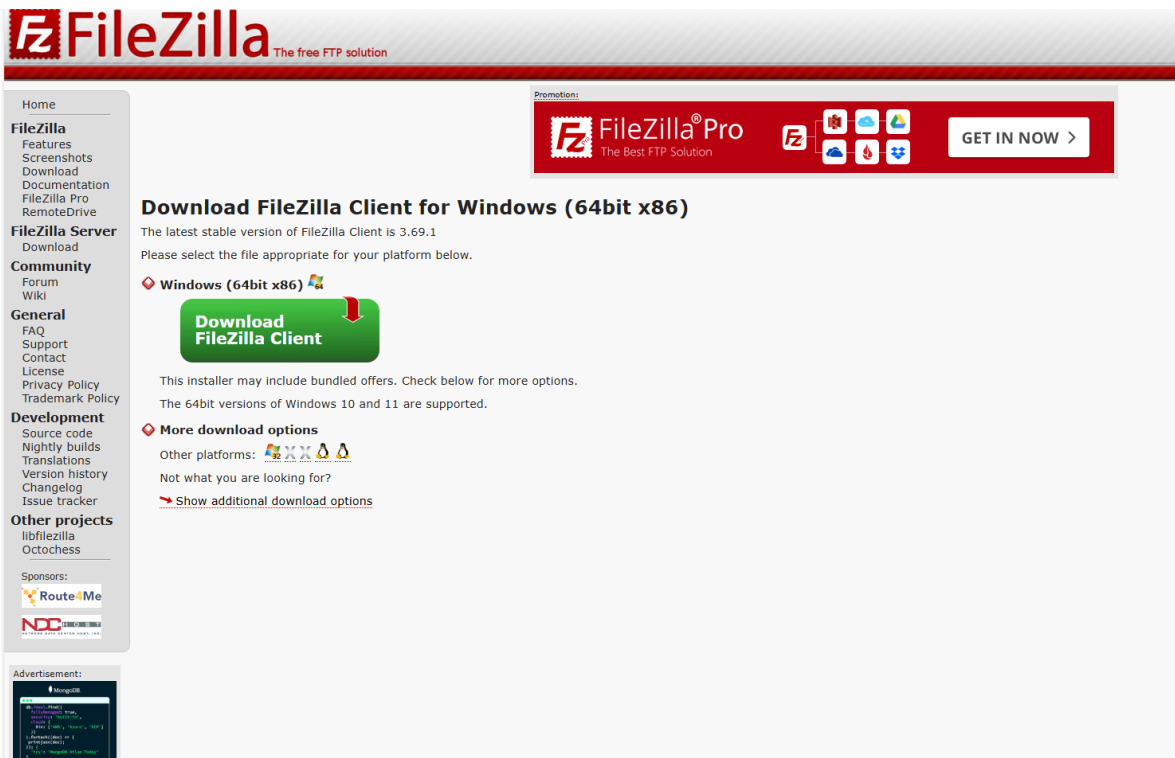 FileZilla The free FTP solution
Home
FileZilla
Features
Screenshots
Download
Documentation
FileZilla Pro
RemoteDrive
FileZilla Server
Download
Community
Forum
Wiki
General
FAQ
Support
Contact
License
Privacy Policy
Trademark Policy
Development
Source code
Nightly builds
Translations
Version history
Changelog
Issue tracker
Other projects
libfilezilla
Octochess
Sponsors:
Route4Me
NDC HOST
Advertisement:
MongoDB
Promotion:
FileZilla® Pro
The Best FTP Solution
GET IN NOW >
Download FileZilla Client for Windows (64bit x86)
The latest stable version of FileZilla Client is 3.69.1
Please select the file appropriate for your platform below.
Windows (64bit x86)
Download
FileZilla Client
This installer may include bundled offers. Check below for more options.
The 64bit versions of Windows 10 and 11 are supported.
More download options
Other platforms:
Not what you are looking for?
Show additional download options